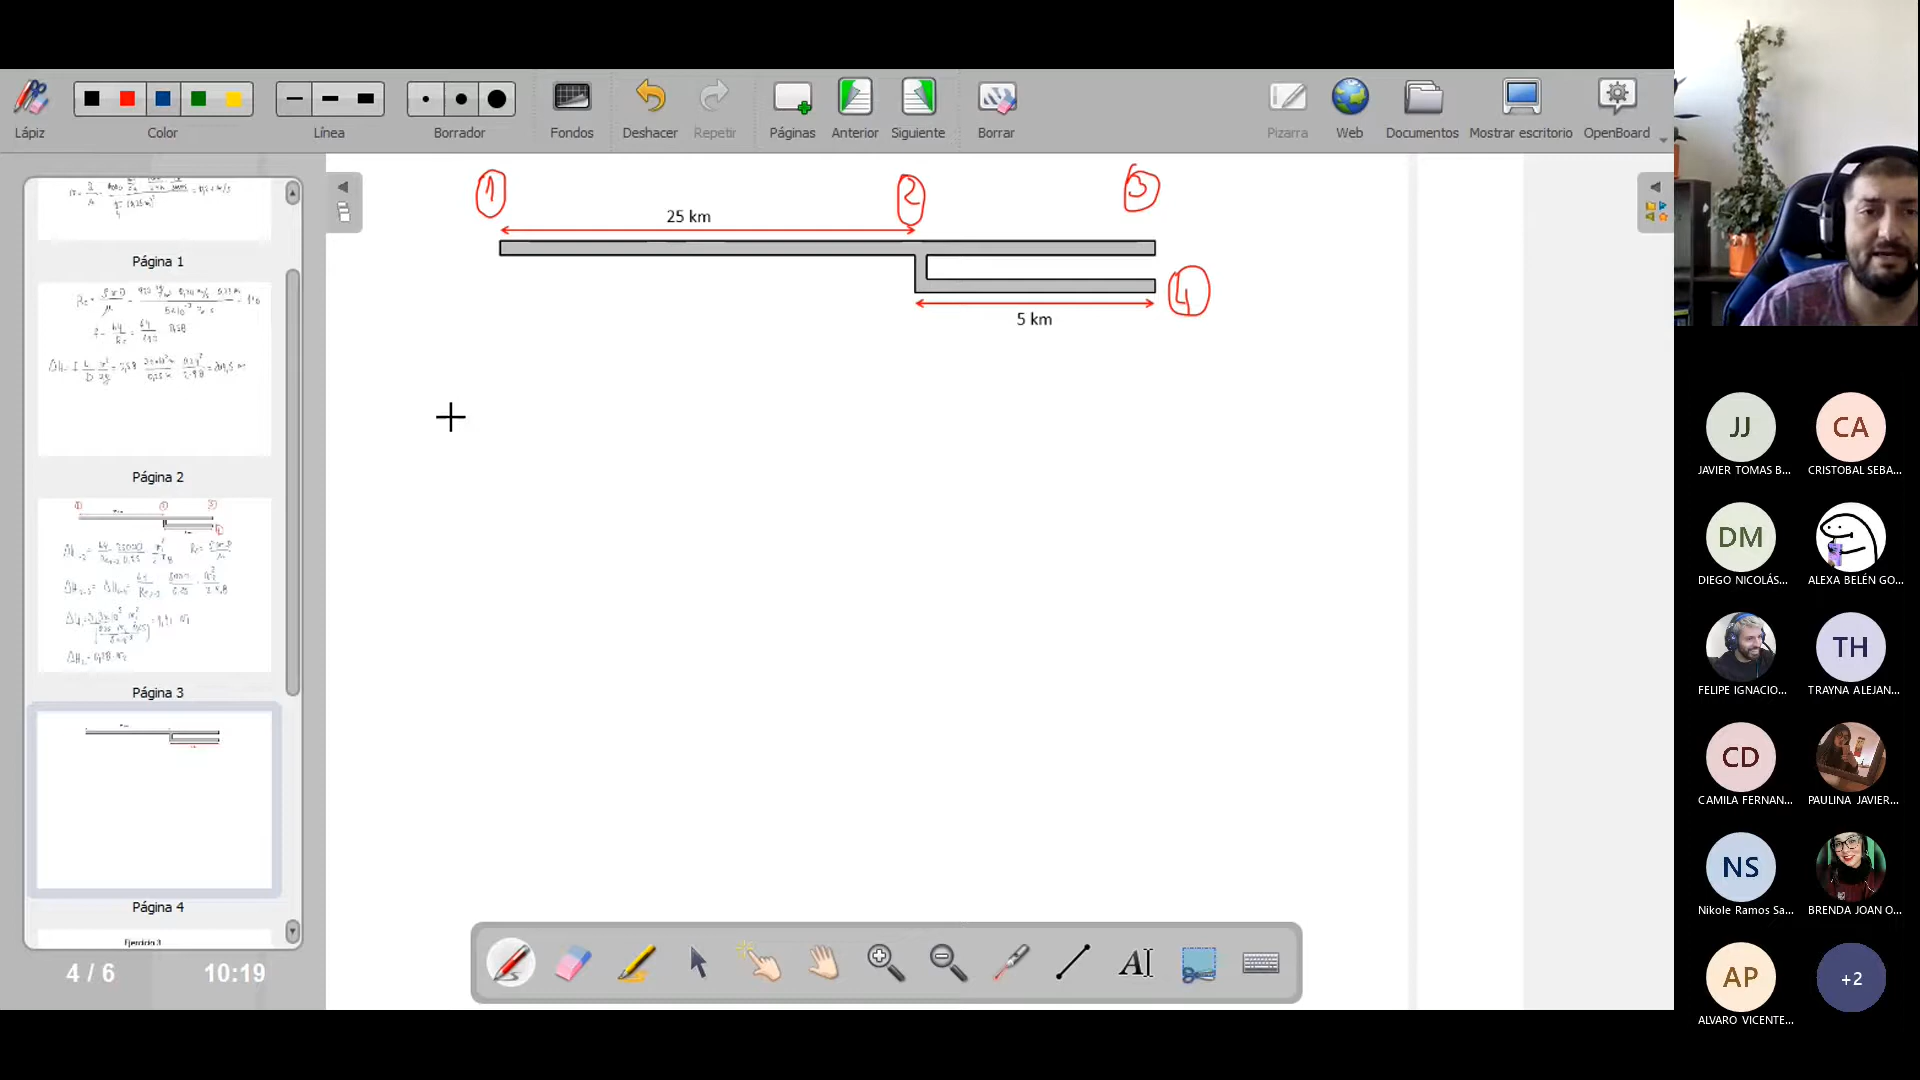 Lápiz
Color
Línea
Borrador
Fondos
Deshacer
Repetir
Páginas
Anterior
Siguiente
Borrar
Pizarra
Web
Documentos
Mostrar escritorio
OpenBoard
1
2
3
25 km
4
5 km
Página 1
Página 2
Página 3
Página 4
Ejercicio 3
4 / 6
10:19
AI
JJ
JAVIER TOMAS B...
CA
CRISTOBAL SEBA...
DM
DIEGO NICOLÁS...
ALEXA BELÉN GO...
FELIPE IGNACIO...
TH
TRAYNA ALEJAN...
CD
CAMILA FERNAN...
PAULINA JAVIER...
NS
Nikole Ramos Sa...
BRENDA JOAN O...
AP
ALVARO VICENTE...
+2